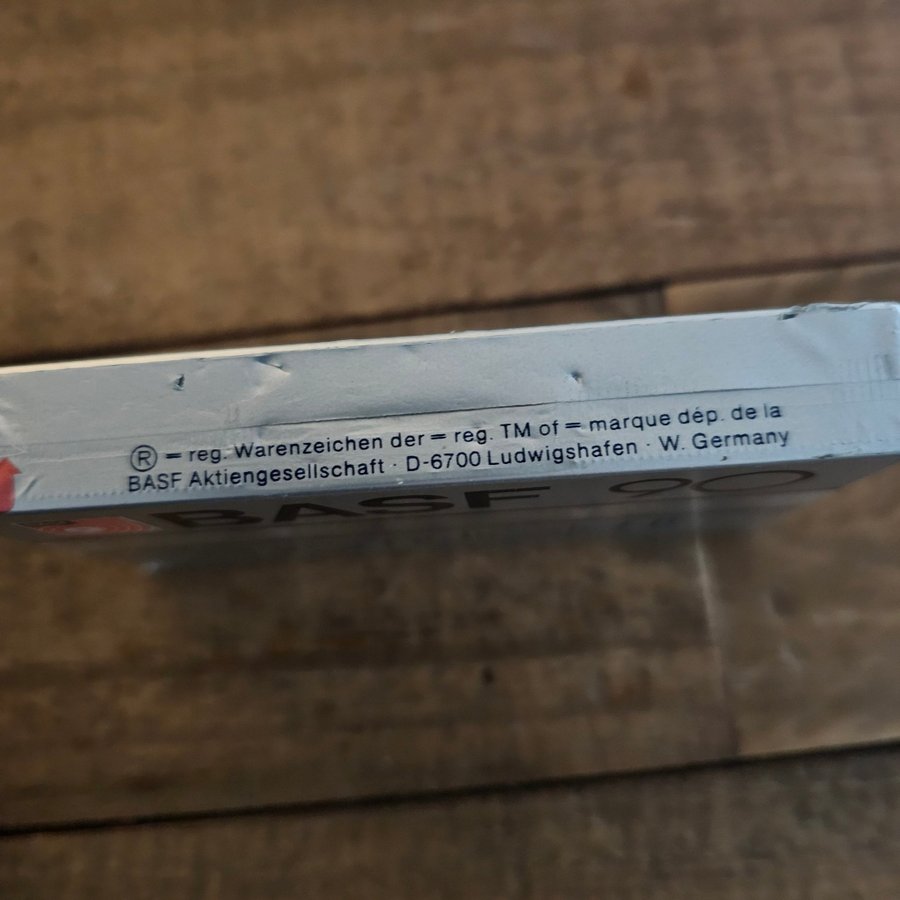 ® = reg. Warenzeichen der = reg. TM of = marque dép. de la
BASF Aktiengesellschaft · D-6700 Ludwigshafen · W. Germany
BASF 90